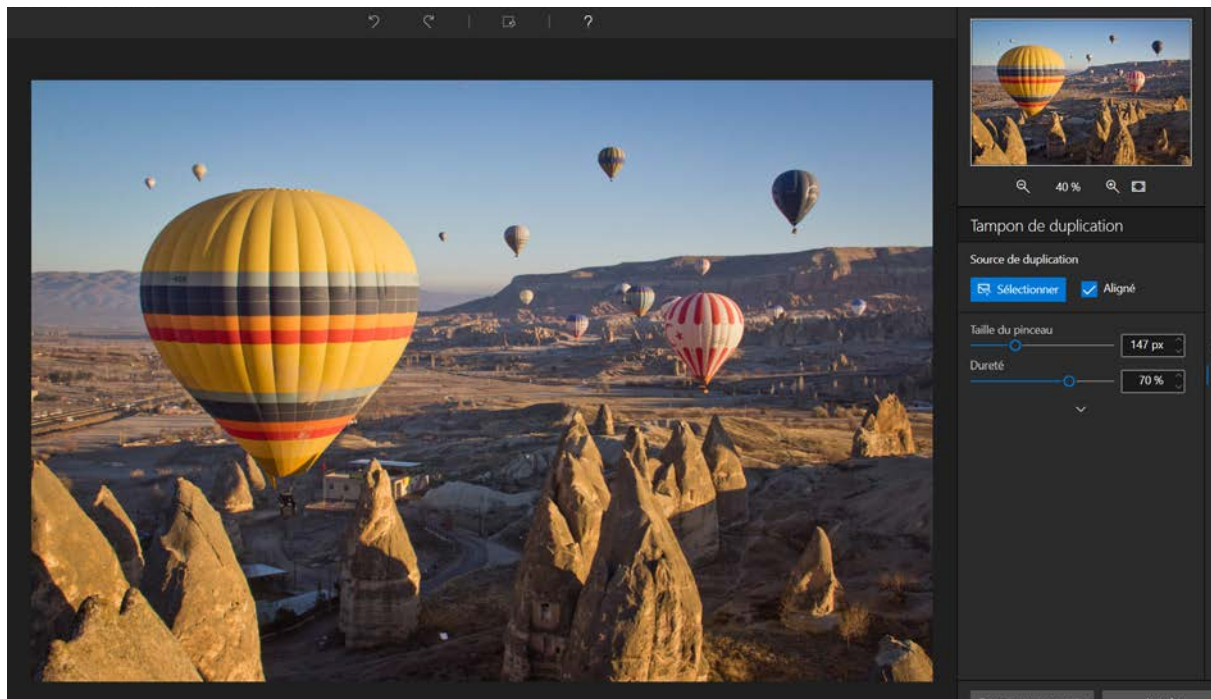 ?
40 %
Tampon de duplication
Source de duplication
Sélectionner
Aligné
Taille du pinceau
147 px
Dureté
70 %